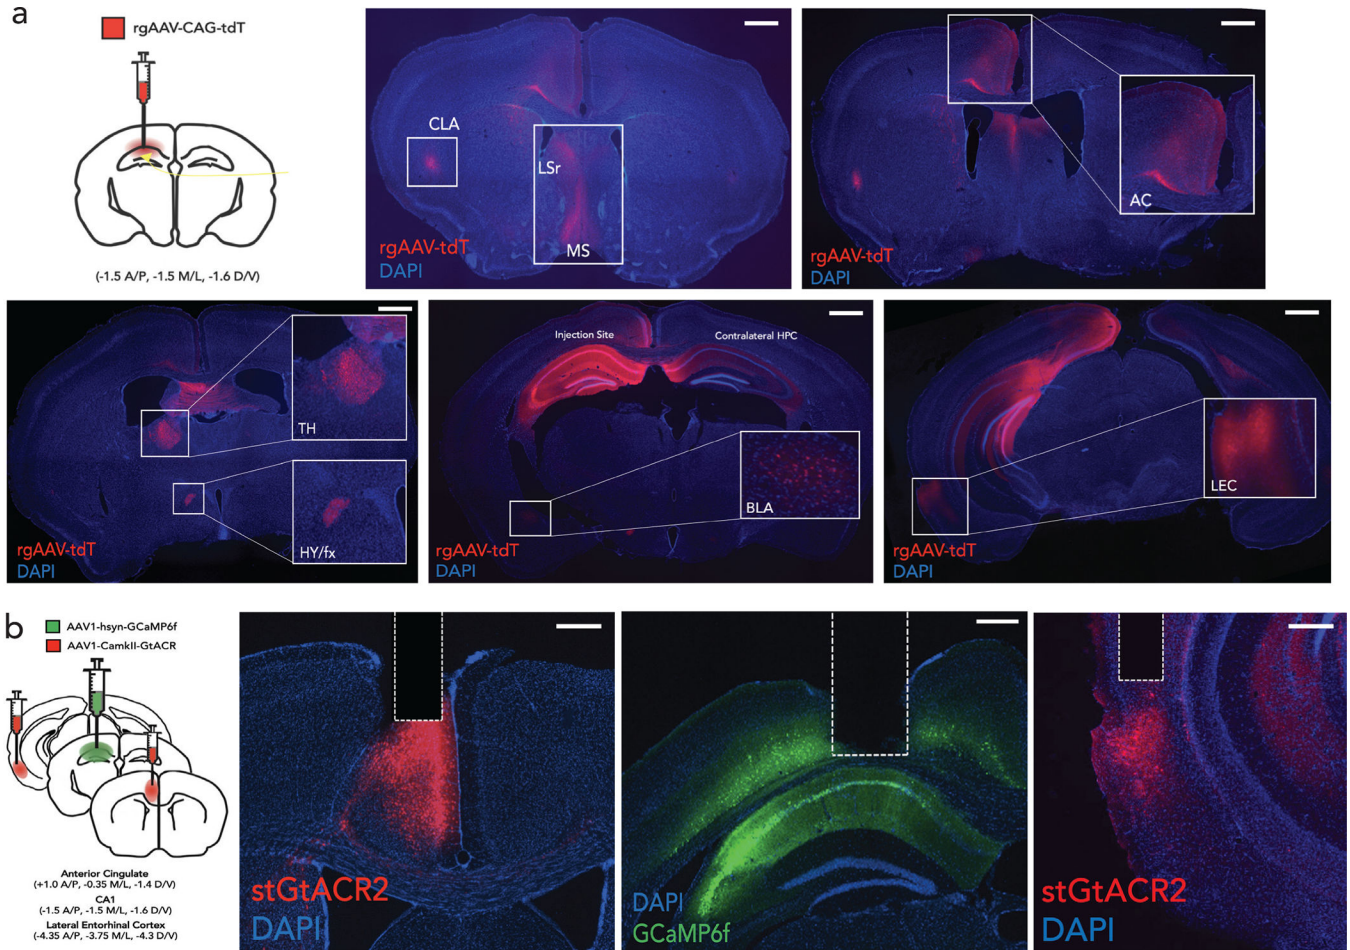 a
rgAAV-CAG-tdT
(-1.5 A/P, -1.5 M/L, -1.6 D/V)
CLA
LSr
MS
rgAAV-tdT
DAPI
AC
rgAAV-tdT
DAPI
TH
HY/fx
rgAAV-tdT
DAPI
Injection Site
Contralateral HPC
BLA
rgAAV-tdT
DAPI
LEC
rgAAV-tdT
DAPI
b
AAV1-hsyn-GCaMP6f
AAV1-CamkII-GtACR
Anterior Cingulate
(+1.0 A/P, -0.35 M/L, -1.4 D/V)
CA1
(-1.5 A/P, -1.5 M/L, -1.6 D/V)
Lateral Entorhinal Cortex
(-4.35 A/P, -3.75 M/L, -4.3 D/V)
stGtACR2
DAPI
DAPI
GCaMP6f
stGtACR2
DAPI